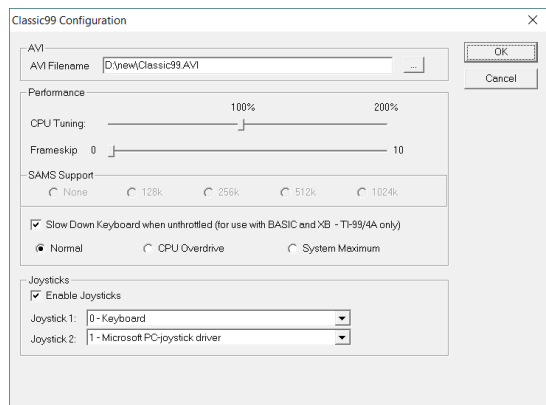 Classic99 Configuration
AVI
AVI Filename D:\new\Classic99.AVI ...
OK
Cancel
Performance
100% 200%
CPU Tuning:
Frameskip 0 10
SAMS Support
None 128k 256k 512k 1024k
Slow Down Keyboard when unthrottled (for use with BASIC and XB - TI-99/4A only)
Normal CPU Overdrive System Maximum
Joysticks
Enable Joysticks
Joystick 1: 0 - Keyboard
Joystick 2: 1 - Microsoft PC-joystick driver